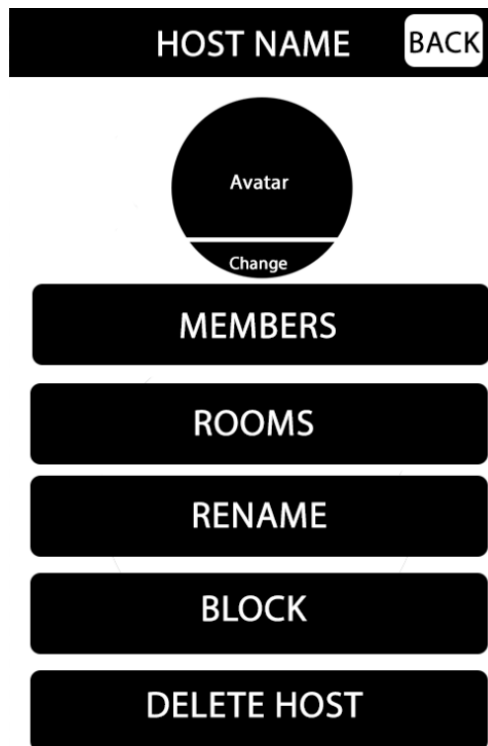 HOST NAME BACK
Avatar
Change
MEMBERS
ROOMS
RENAME
BLOCK
DELETE HOST